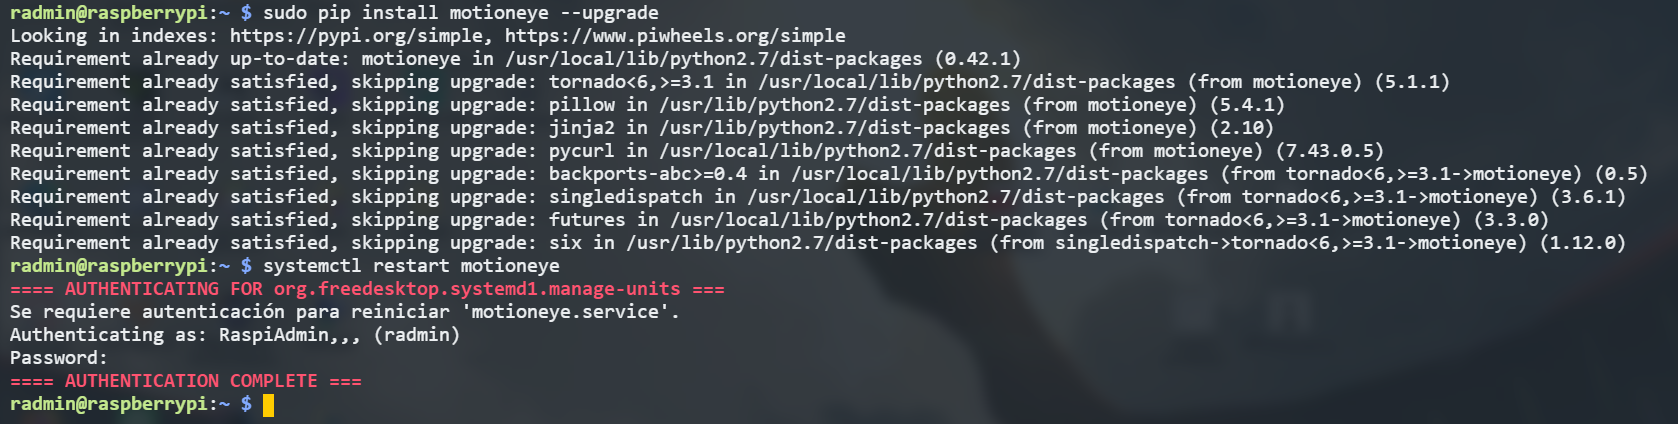 radmin@raspberrypi:~ $ sudo pip install motioneye --upgrade
Looking in indexes: https://pypi.org/simple, https://www.piwheels.org/simple
Requirement already up-to-date: motioneye in /usr/local/lib/python2.7/dist-packages (0.42.1)
Requirement already satisfied, skipping upgrade: tornado<6,>=3.1 in /usr/local/lib/python2.7/dist-packages (from motioneye) (5.1.1)
Requirement already satisfied, skipping upgrade: pillow in /usr/lib/python2.7/dist-packages (from motioneye) (5.4.1)
Requirement already satisfied, skipping upgrade: jinja2 in /usr/lib/python2.7/dist-packages (from motioneye) (2.10)
Requirement already satisfied, skipping upgrade: pycurl in /usr/local/lib/python2.7/dist-packages (from motioneye) (7.43.0.5)
Requirement already satisfied, skipping upgrade: backports-abc>=0.4 in /usr/local/lib/python2.7/dist-packages (from tornado<6,>=3.1->motioneye) (0.5)
Requirement already satisfied, skipping upgrade: singledispatch in /usr/local/lib/python2.7/dist-packages (from tornado<6,>=3.1->motioneye) (3.6.1)
Requirement already satisfied, skipping upgrade: futures in /usr/local/lib/python2.7/dist-packages (from tornado<6,>=3.1->motioneye) (3.3.0)
Requirement already satisfied, skipping upgrade: six in /usr/lib/python2.7/dist-packages (from singledispatch->tornado<6,>=3.1->motioneye) (1.12.0)
radmin@raspberrypi:~ $ systemctl restart motioneye
==== AUTHENTICATING FOR org.freedesktop.systemd1.manage-units ===
Se requiere autenticación para reiniciar 'motioneye.service'.
Authenticating as: RaspiAdmin,,, (radmin)
Password:
==== AUTHENTICATION COMPLETE ===
radmin@raspberrypi:~ $